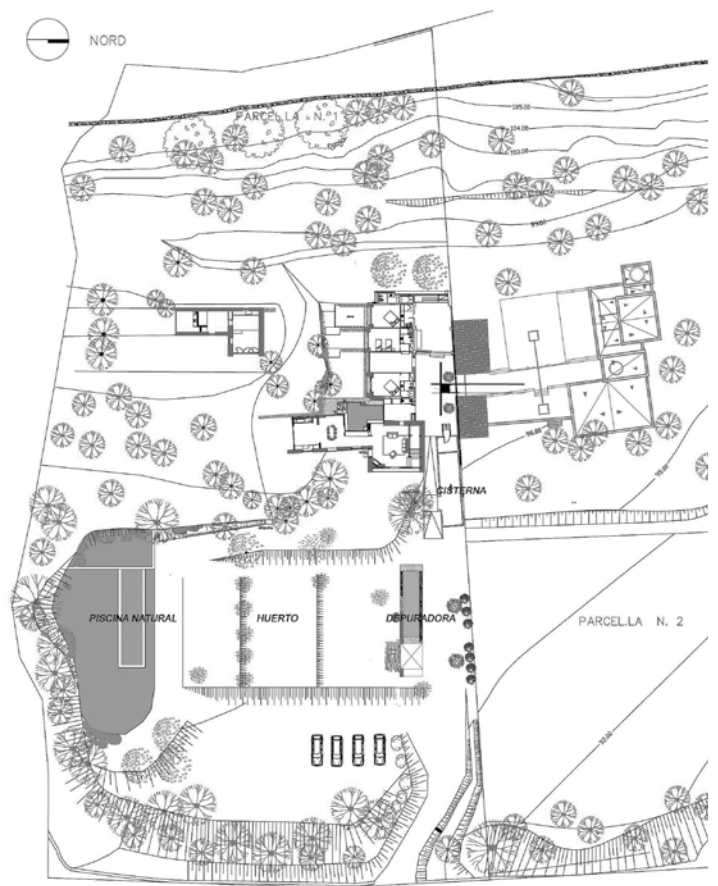 NORD
PARCEL.LA N. 1
CISTERNA
PISCINA NATURAL
HUERTO
DEPURADORA
PARCEL.LA N. 2